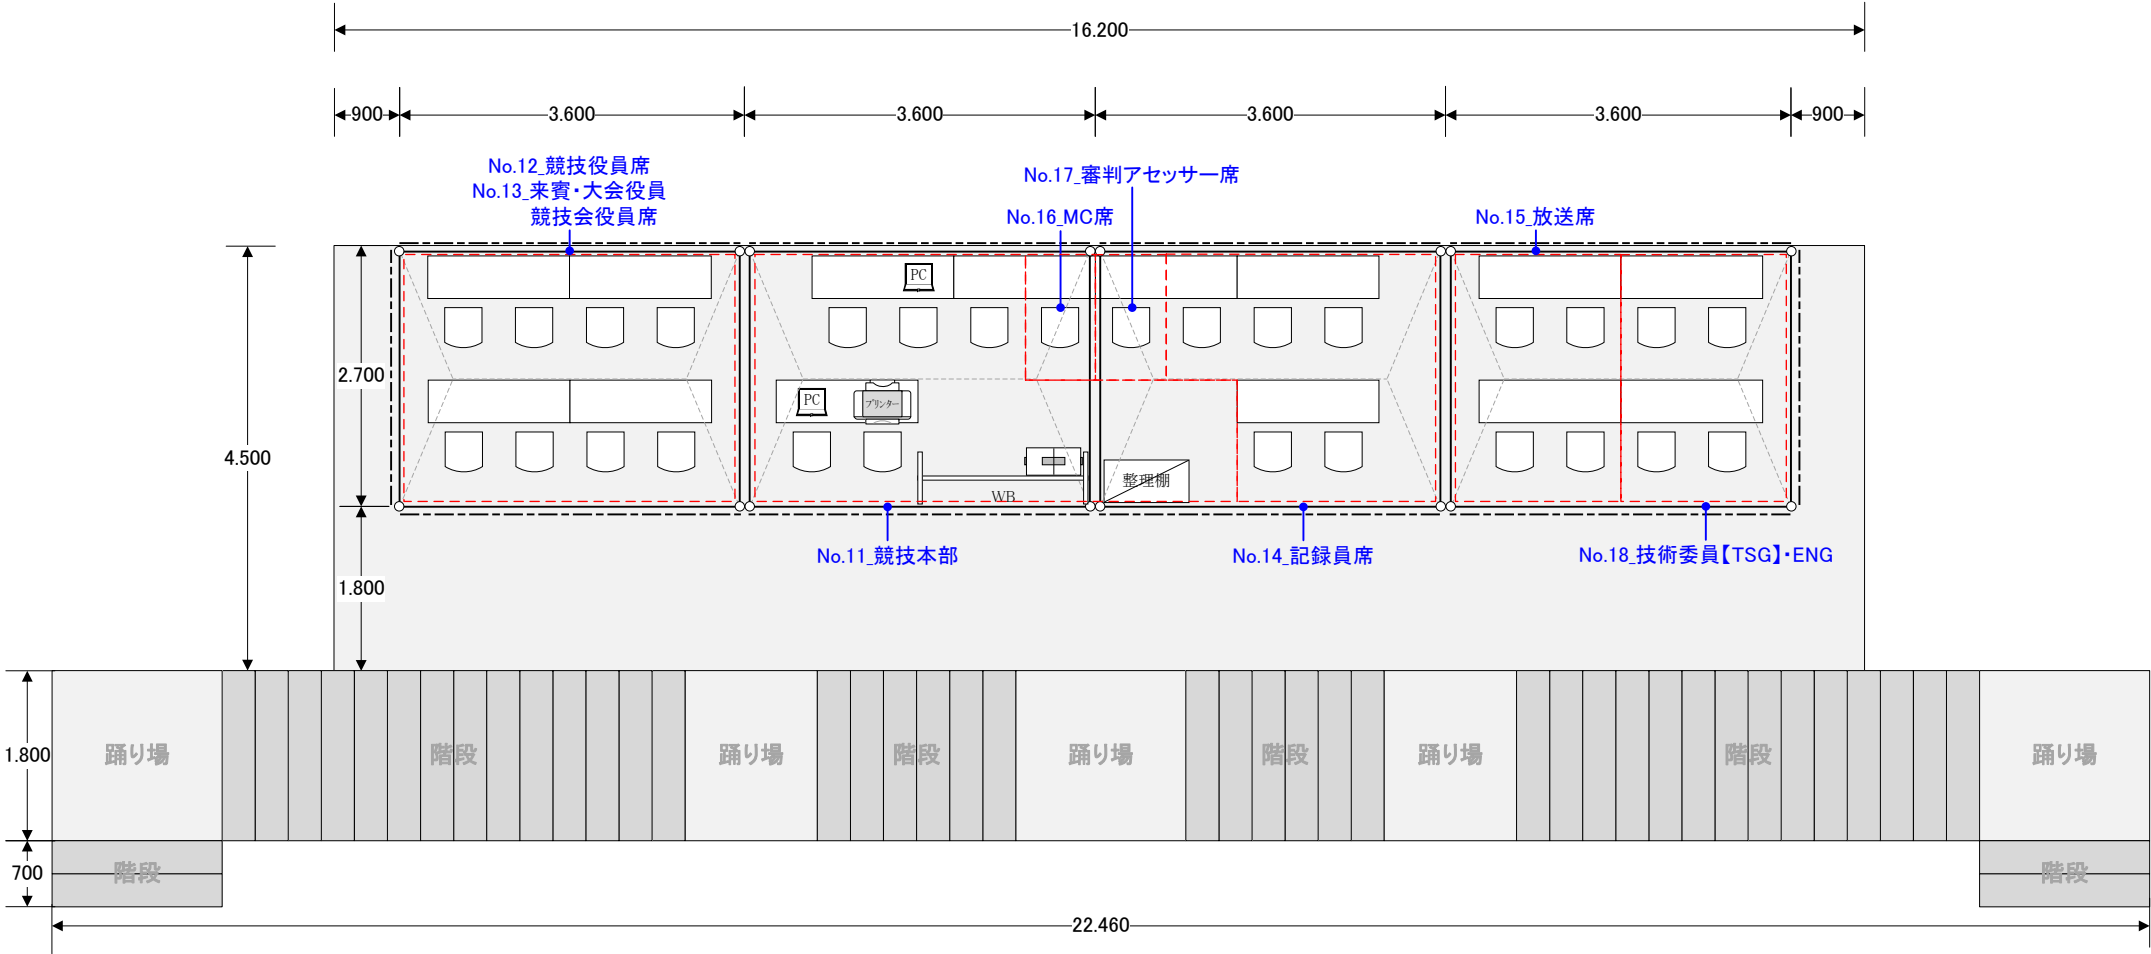 16.200
900
3.600
3.600
3.600
3.600
900
No.12_競技役員席
No.13_来賓・大会役員
競技会役員席
No.16_MC席
No.17_審判アセッサー席
No.15_放送席
PC
2.700
PC
プリンター
4.500
整理棚
WB
No.11_競技本部
No.14_記録員席
No.18_技術委員【TSG】・ENG
1.800
1.800
踊り場
階段
踊り場
階段
踊り場
階段
踊り場
階段
踊り場
700
階段
階段
22.460